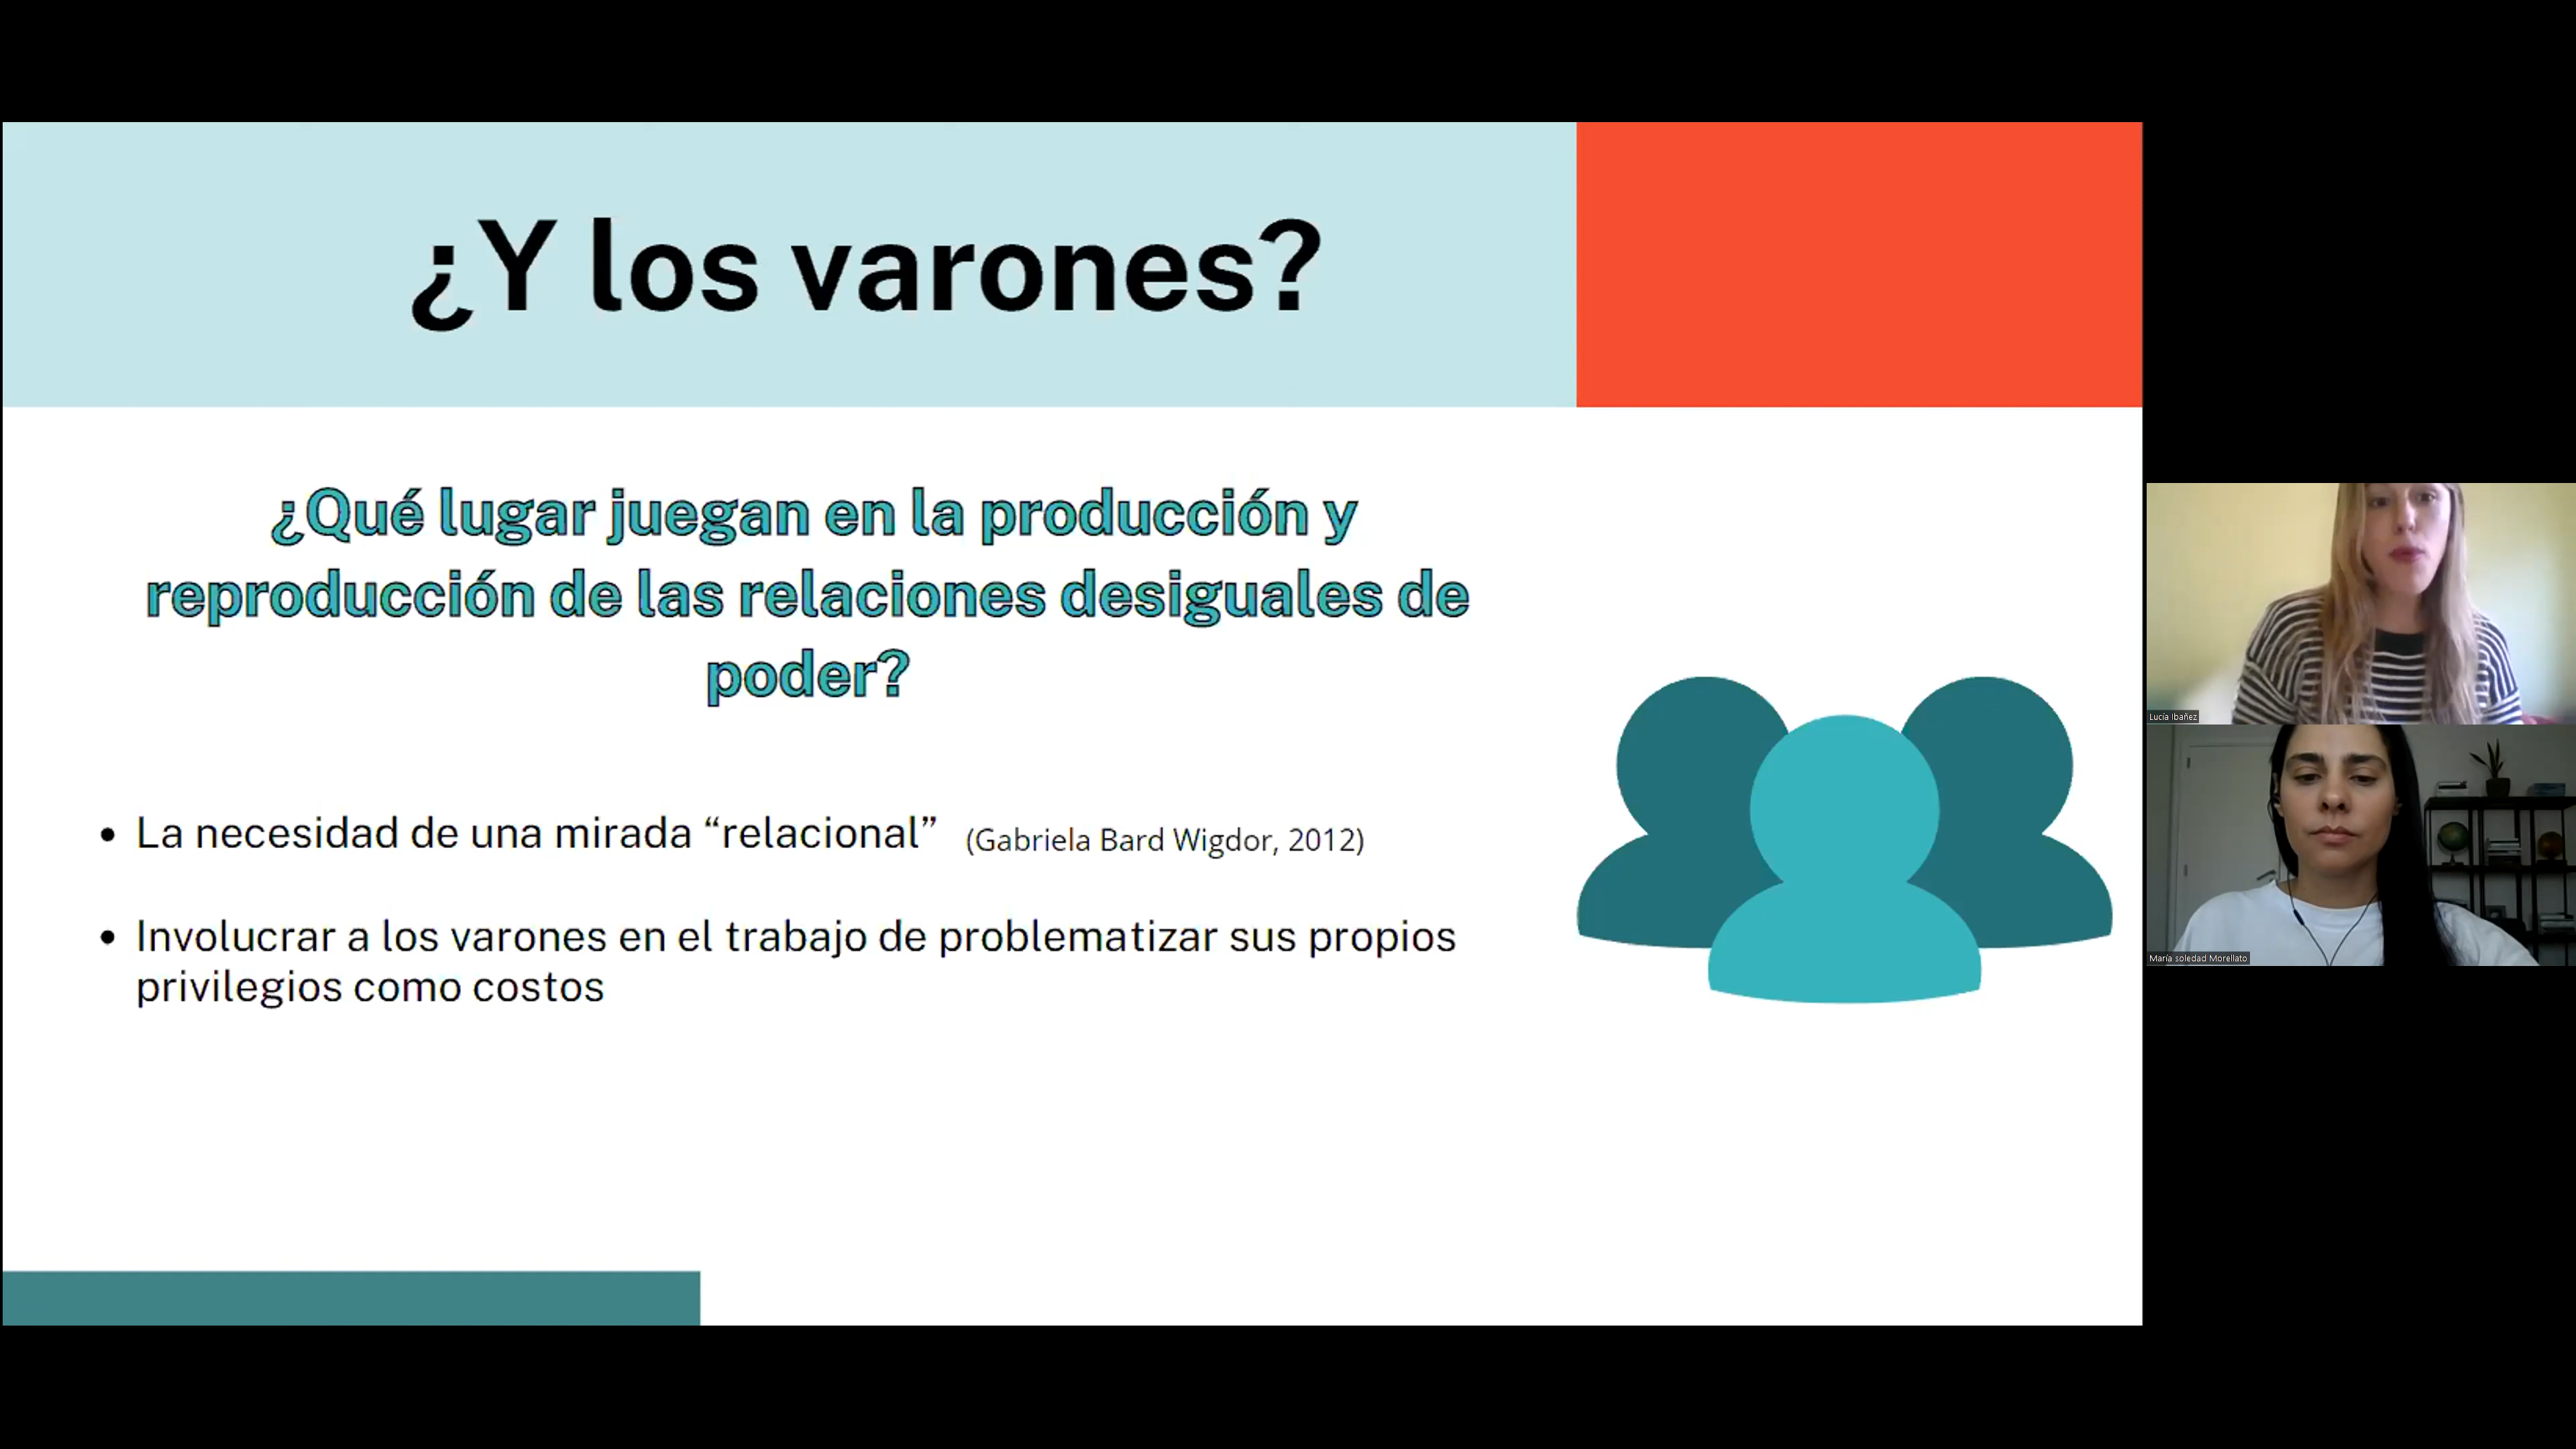 ¿Y los varones?
¿Qué lugar juegan en la producción y
reproducción de las relaciones desiguales de
poder?
• La necesidad de una mirada “relacional” (Gabriela Bard Wigdor, 2012)
• Involucrar a los varones en el trabajo de problematizar sus propios
privilegios como costos
Lucía Ibañez
María soledad Morellato